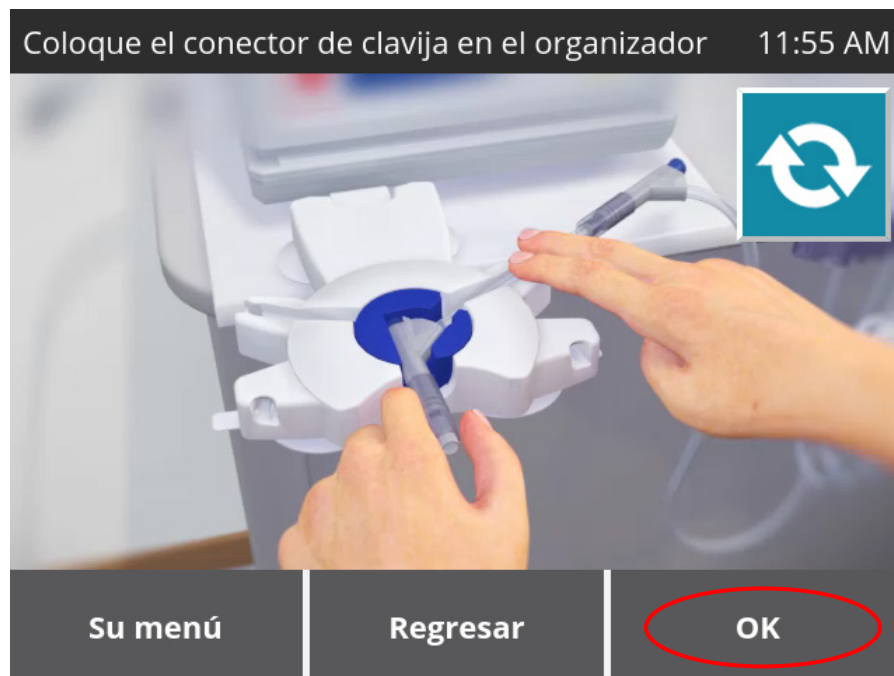 Coloque el conector de clavija en el organizador 11:55 AM
Su menú Regresar OK